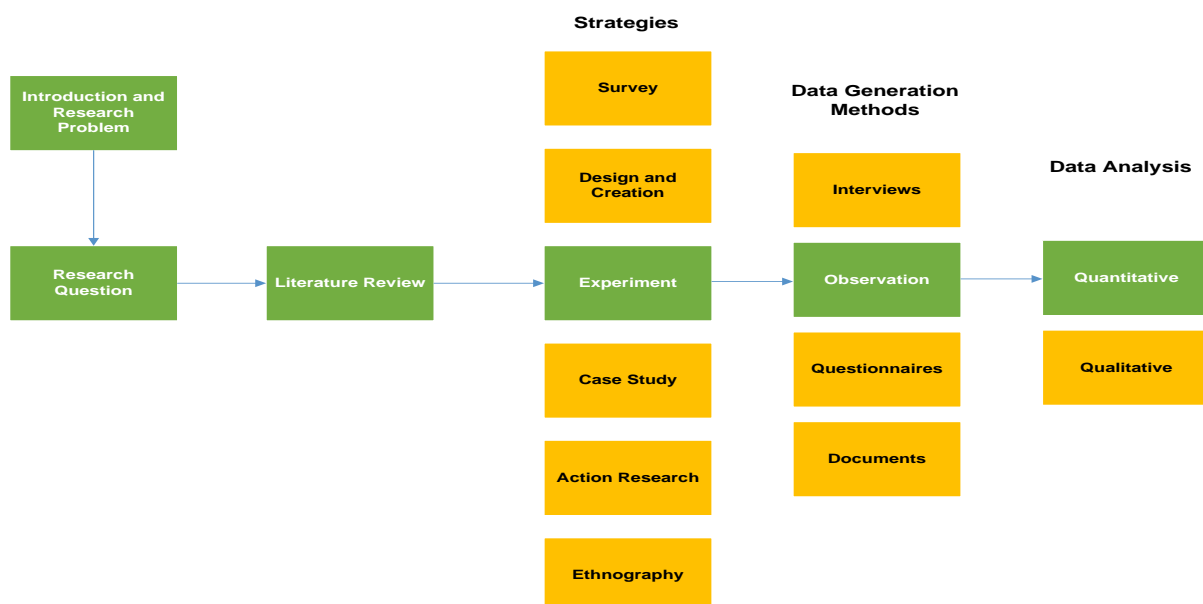 Strategies
Introduction and
Research
Problem
Research
Question
Literature Review
Survey
Design and
Creation
Experiment
Case Study
Action Research
Ethnography
Data Generation
Methods
Interviews
Observation
Questionnaires
Documents
Data Analysis
Quantitative
Qualitative